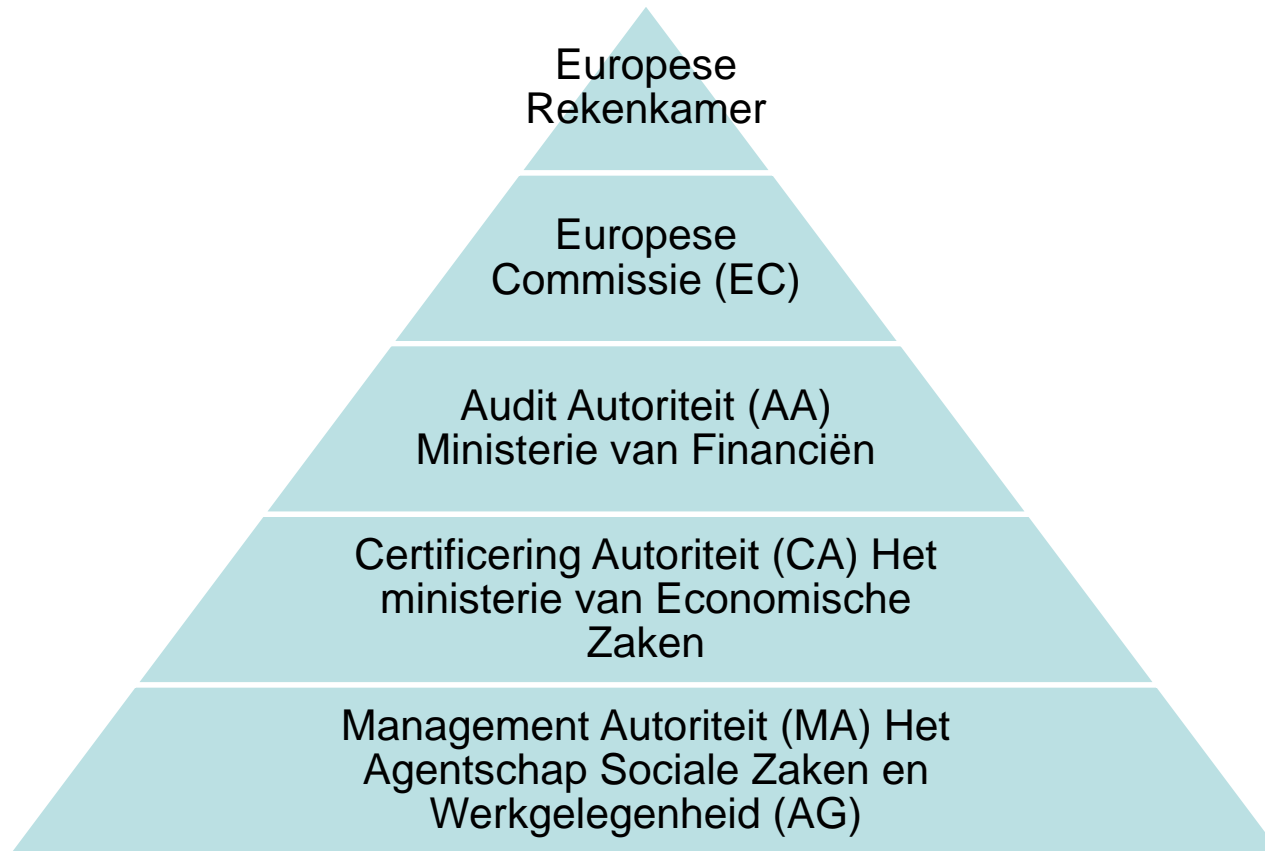 Europese
Rekenkamer
Europese
Commissie (EC)
Audit Autoriteit (AA)
Ministerie van Financiën
Certificering Autoriteit (CA) Het
ministerie van Economische
Zaken
Management Autoriteit (MA) Het
Agentschap Sociale Zaken en
Werkgelegenheid (AG)